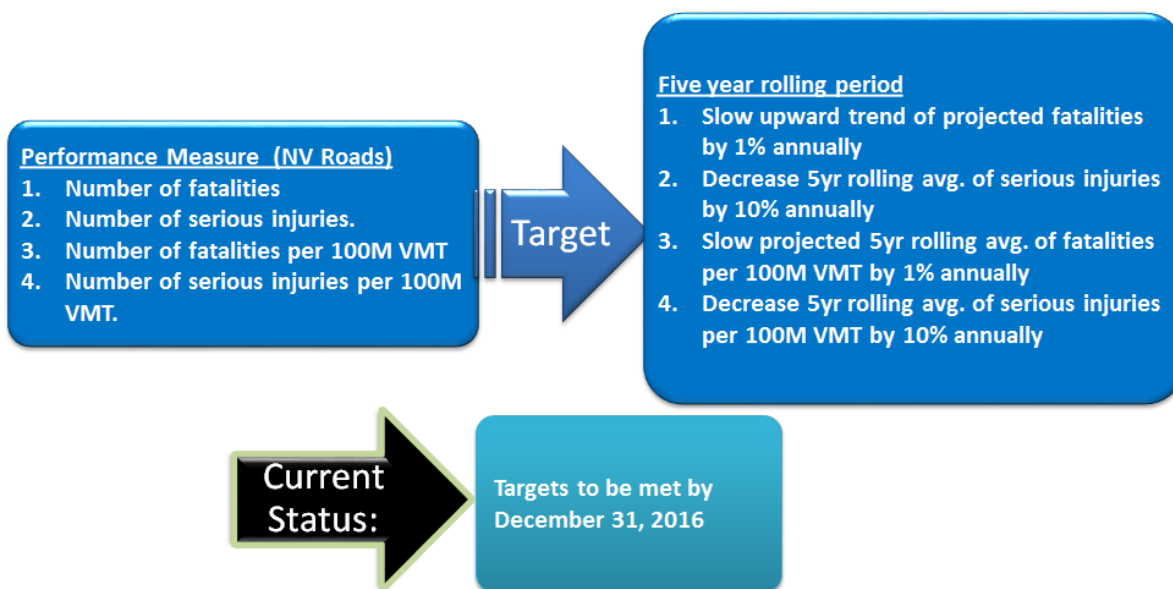 Performance Measure (NV Roads)
1. Number of fatalities
2. Number of serious injuries.
3. Number of fatalities per 100M VMT
4. Number of serious injuries per 100M
VMT.
Target
Five year rolling period
1. Slow upward trend of projected fatalities
by 1% annually
2. Decrease 5yr rolling avg. of serious injuries
by 10% annually
3. Slow projected 5yr rolling avg. of fatalities
per 100M VMT by 1% annually
4. Decrease 5yr rolling avg. of serious injuries
per 100M VMT by 10% annually
Current
Status:
Targets to be met by
December 31, 2016